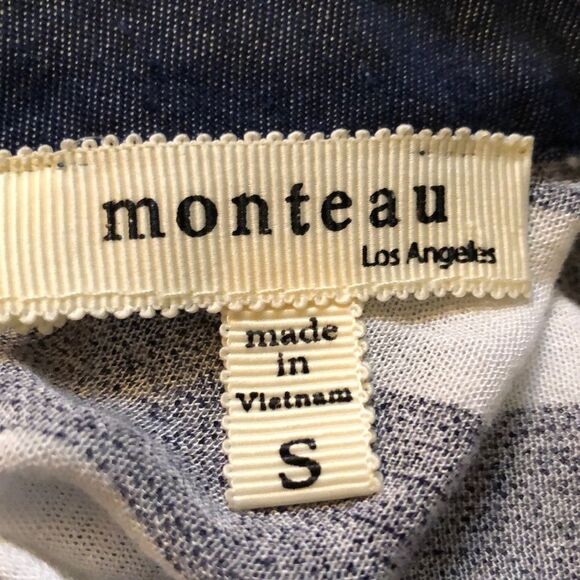 monteau
Los Angeles
made
in
Vietnam
S